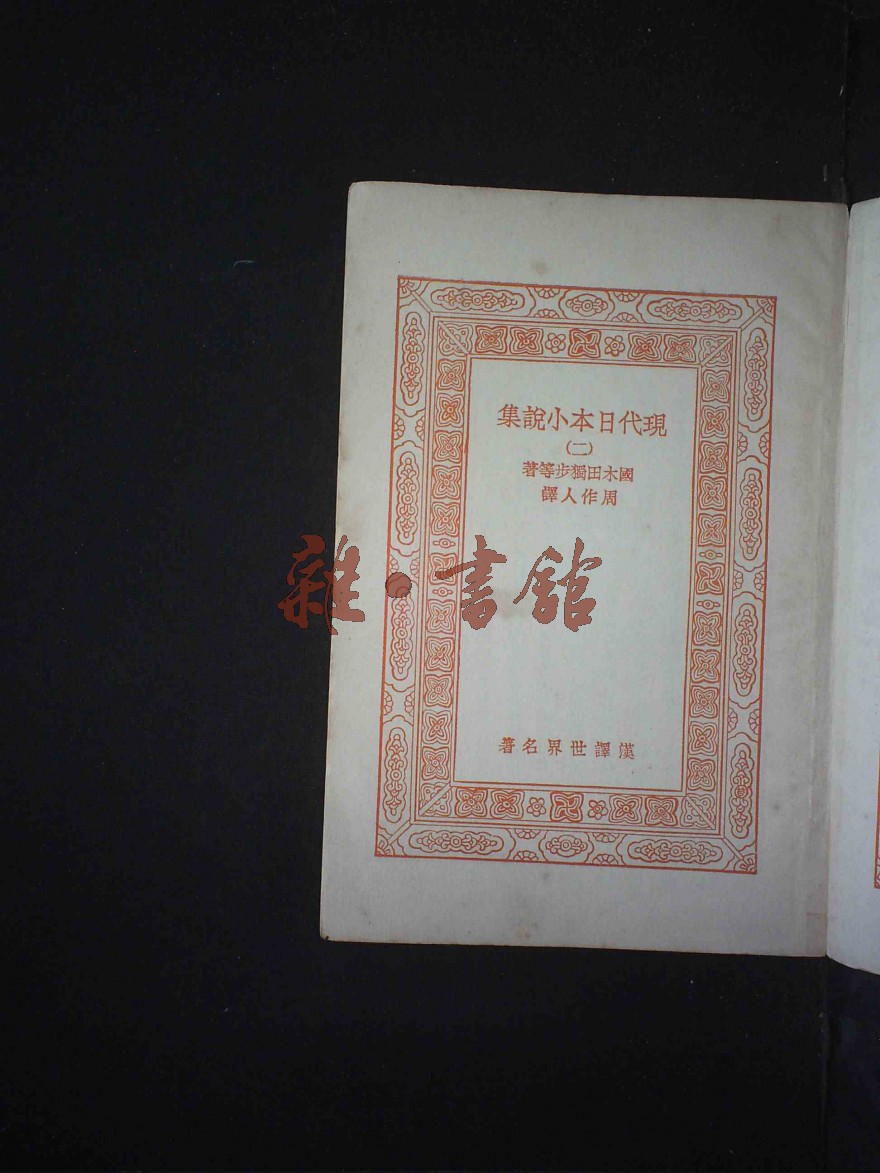 現代日本小說集
(二)
國木田獨步等著
周作人譯
雜·書館
漢譯世界名著